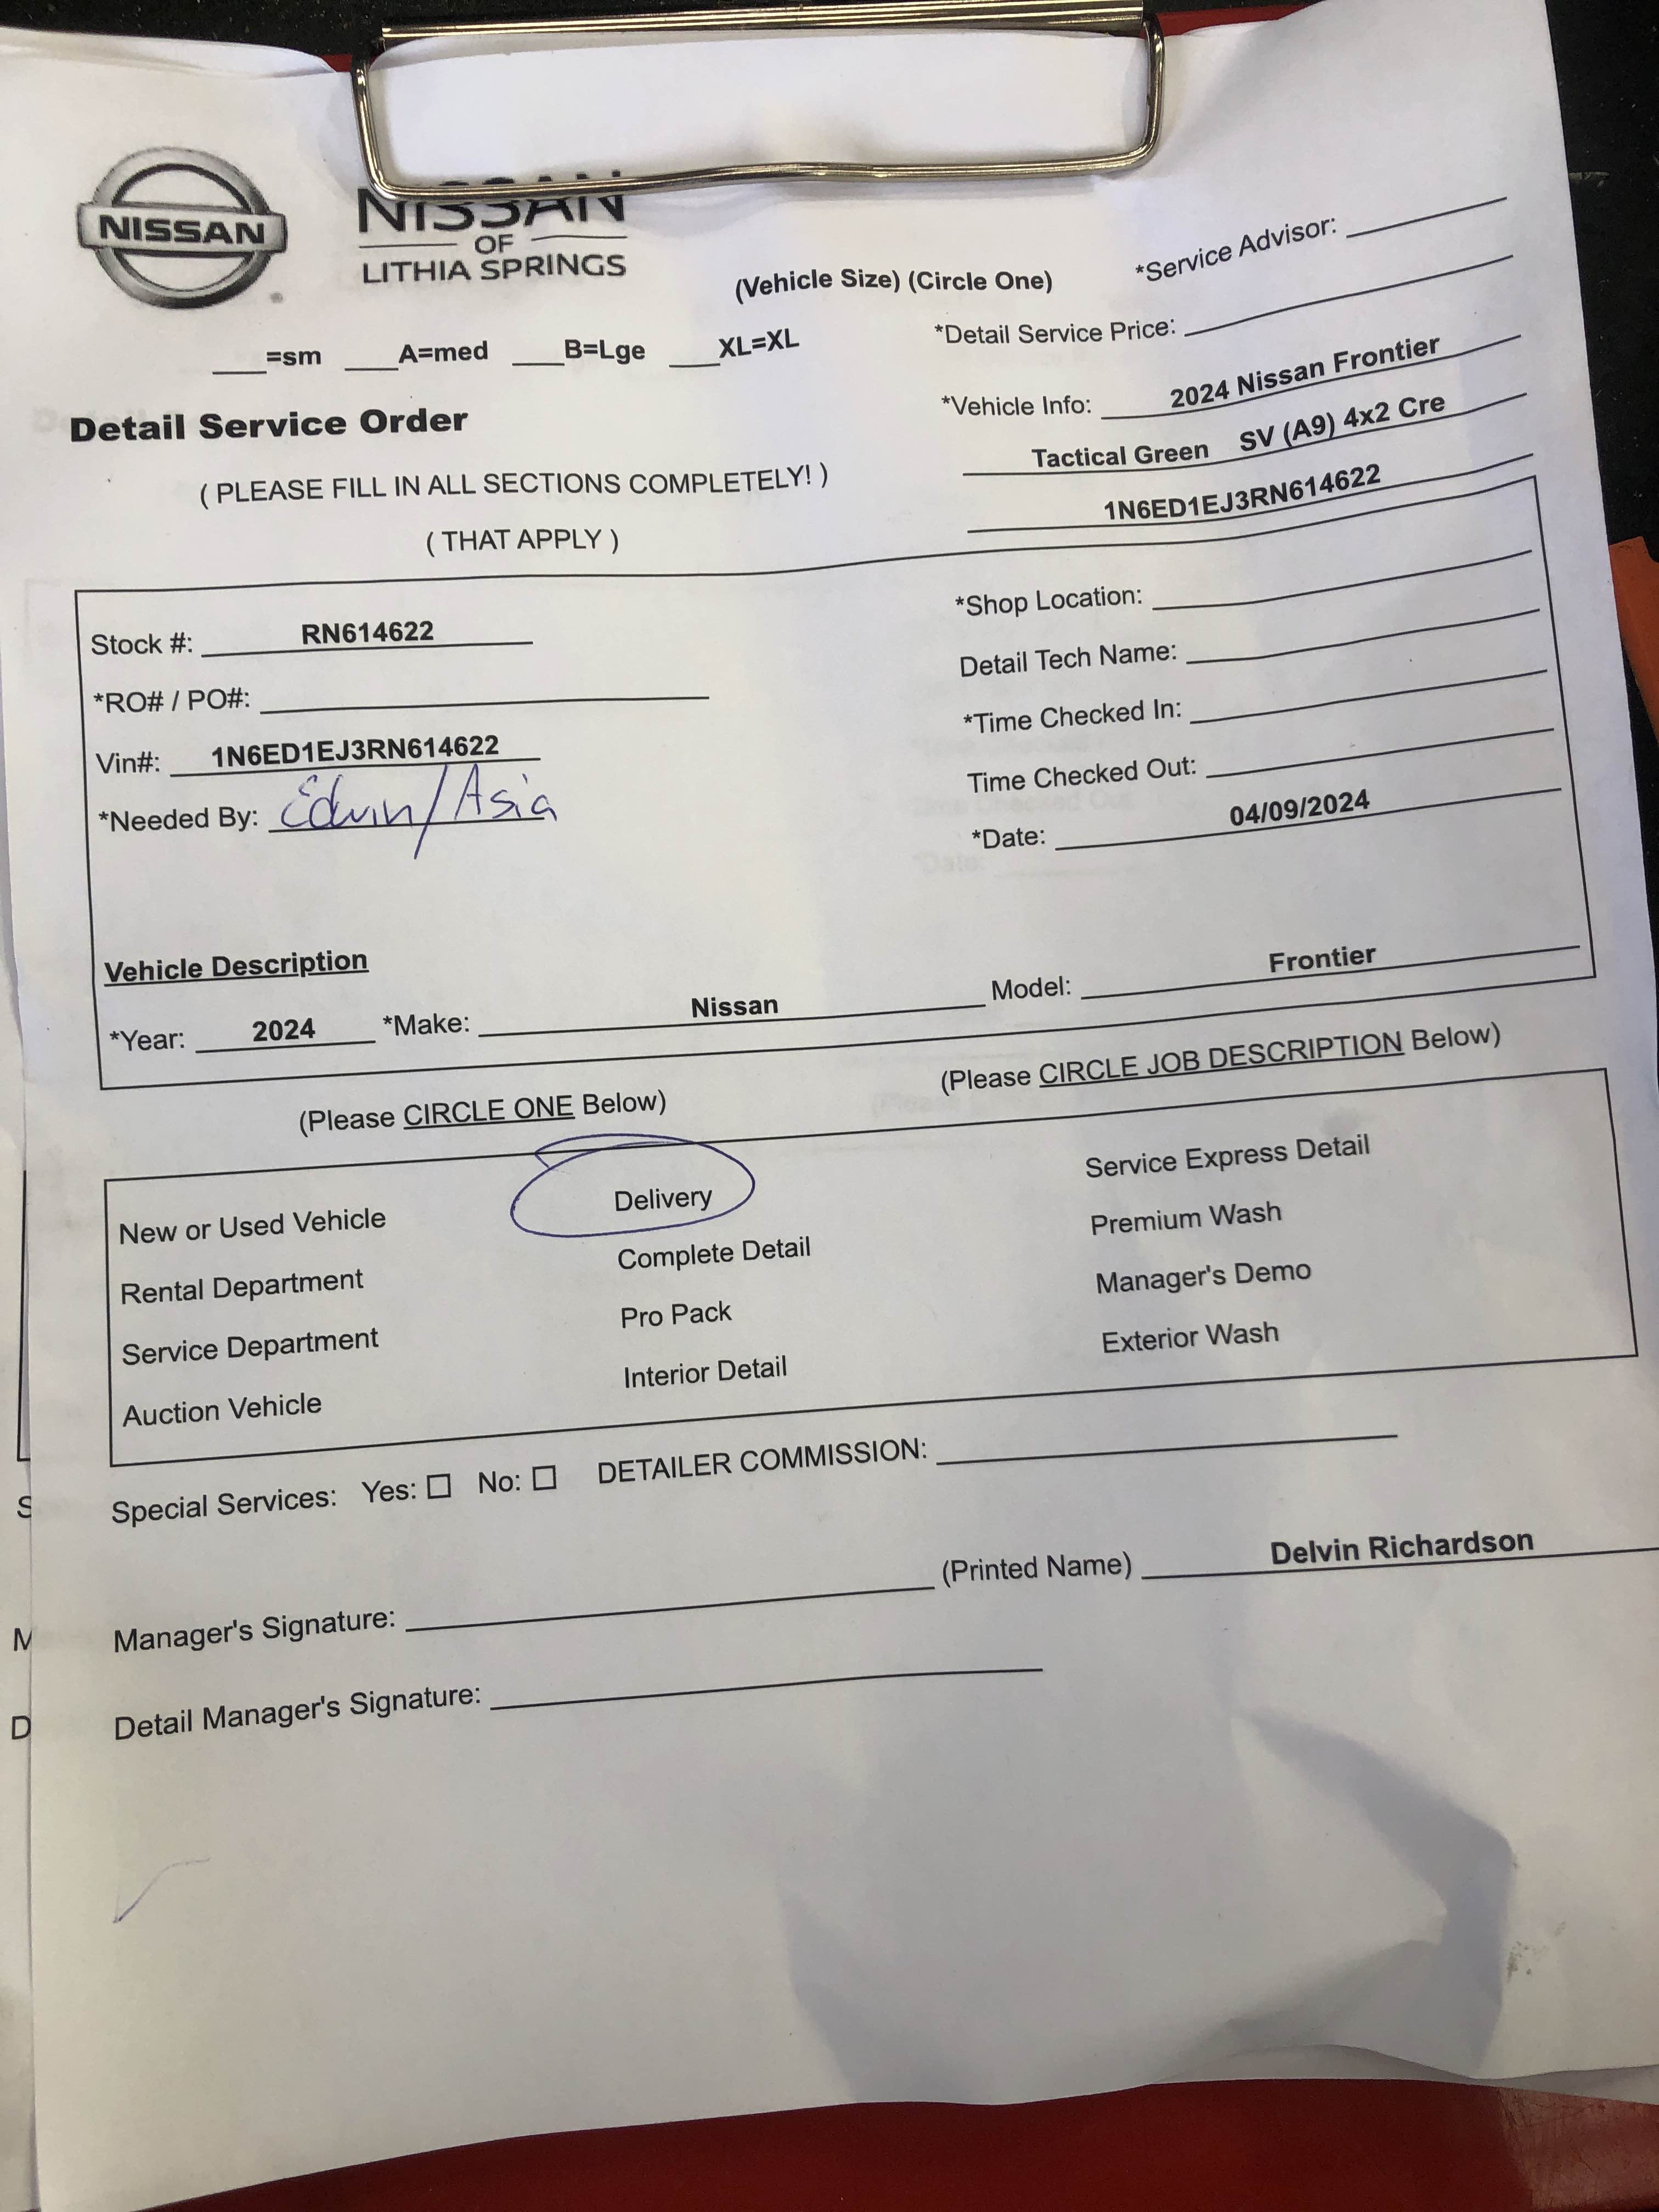 NISSAN
NISSAN
OF
LITHIA SPRINGS
(Vehicle Size) (Circle One)
*Service Advisor:
___=sm ___A=med ___B=Lge ___XL=XL
*Detail Service Price:
Detail Service Order
*Vehicle Info: 2024 Nissan Frontier
Tactical Green SV (A9) 4x2 Cre
1N6ED1EJ3RN614622
( PLEASE FILL IN ALL SECTIONS COMPLETELY! )
( THAT APPLY )
Stock #: RN614622
*RO# / PO#:
Vin#: 1N6ED1EJ3RN614622
*Needed By: Edwin/Asia
*Shop Location:
Detail Tech Name:
*Time Checked In:
Time Checked Out:
*Date: 04/09/2024
Vehicle Description
*Year: 2024 *Make: Nissan Model: Frontier
(Please CIRCLE ONE Below)
(Please CIRCLE JOB DESCRIPTION Below)
New or Used Vehicle Delivery Service Express Detail
Rental Department Complete Detail Premium Wash
Service Department Pro Pack Manager's Demo
Auction Vehicle Interior Detail Exterior Wash
Special Services: Yes: ☐ No: ☐ DETAILER COMMISSION:
Manager's Signature: (Printed Name) Delvin Richardson
Detail Manager's Signature:
S
M
D